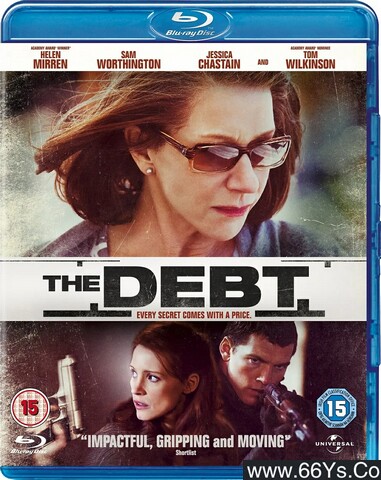 Blu-ray Disc
ACADEMY AWARD® WINNER
HELEN MIRREN
SAM WORTHINGTON
JESSICA CHASTAIN
AND
ACADEMY AWARD® WINNER
TOM WILKINSON
THE DEBT
EVERY SECRET COMES WITH A PRICE.
15
15
"IMPACTFUL, GRIPPING and MOVING"
Shortlist
UNIVERSAL
www.66Ys.Co